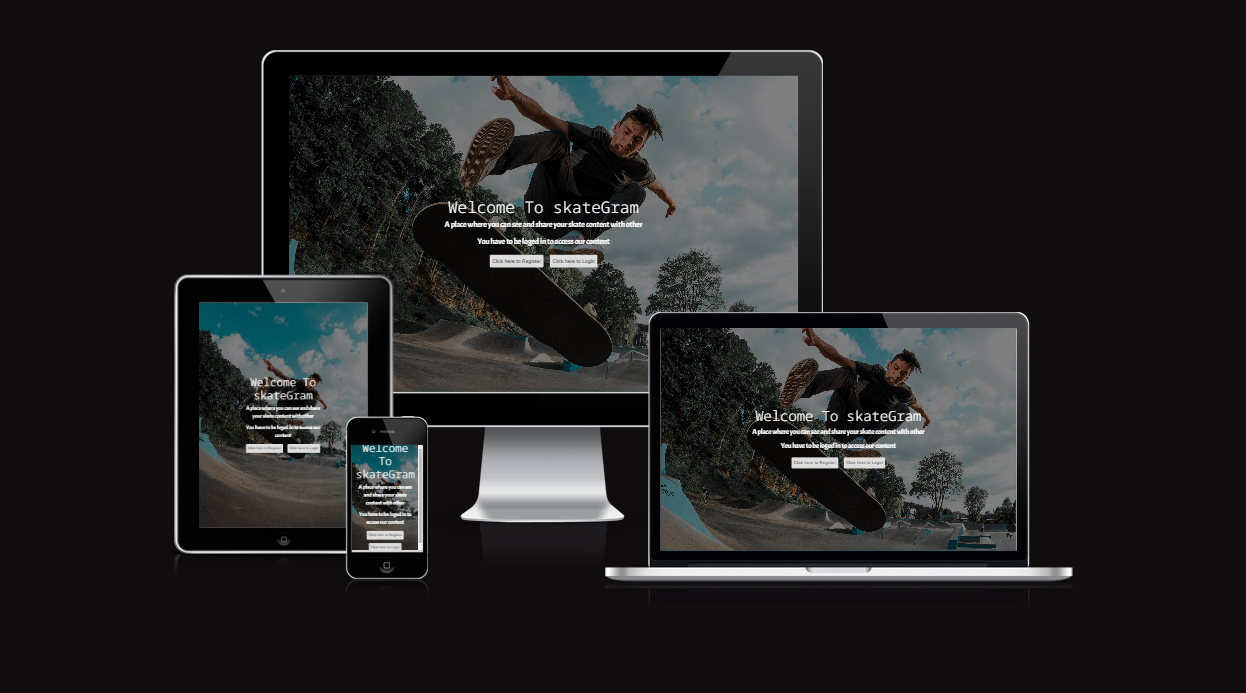 Welcome To skateGram
A place where you can see and share your skate content with other
You have to be loged in to access our content
Click here to Register
Click here to Login
Welcome To
skateGram
A place where you can see and share
your skate content with other
You have to be loged in to access our
content
Click here to Register
Click here to Login
Welcome
To
skateGram
A place where you can see
and share your skate
content with other
You have to be loged in to
access our content
Click here to Register
Click here to Login
Welcome To skateGram
A place where you can see and share your skate content with other
You have to be loged in to access our content
Click here to Register
Click here to Login